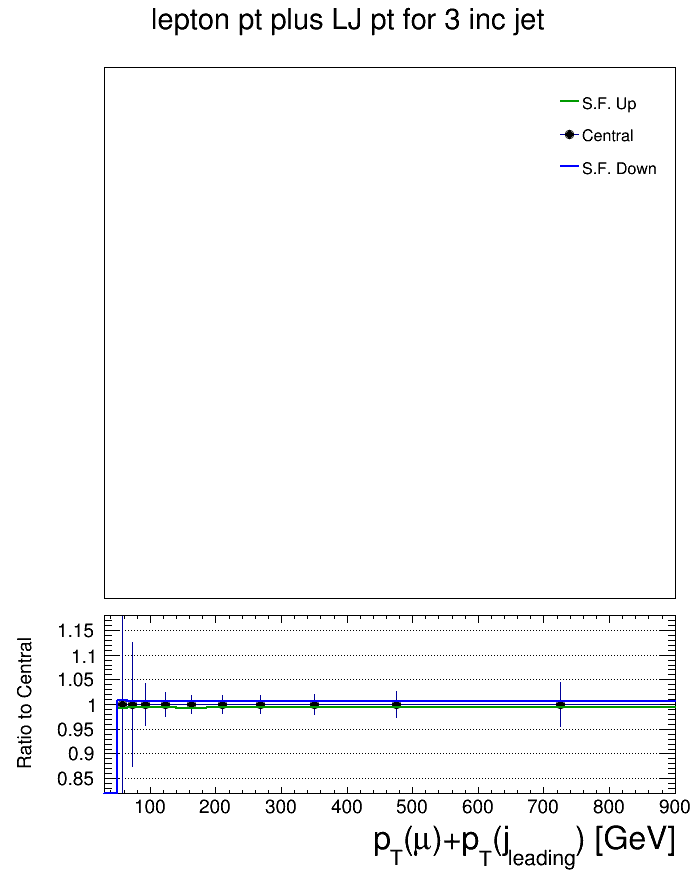 lepton pt plus LJ pt for 3 inc jet
S.F. Up
Central
S.F. Down
Ratio to Central
1.15
1.1
1.05
1
0.95
0.9
0.85
100 200 300 400 500 600 700 800 900
p_T(μ)+p_T(j_leading) [GeV]